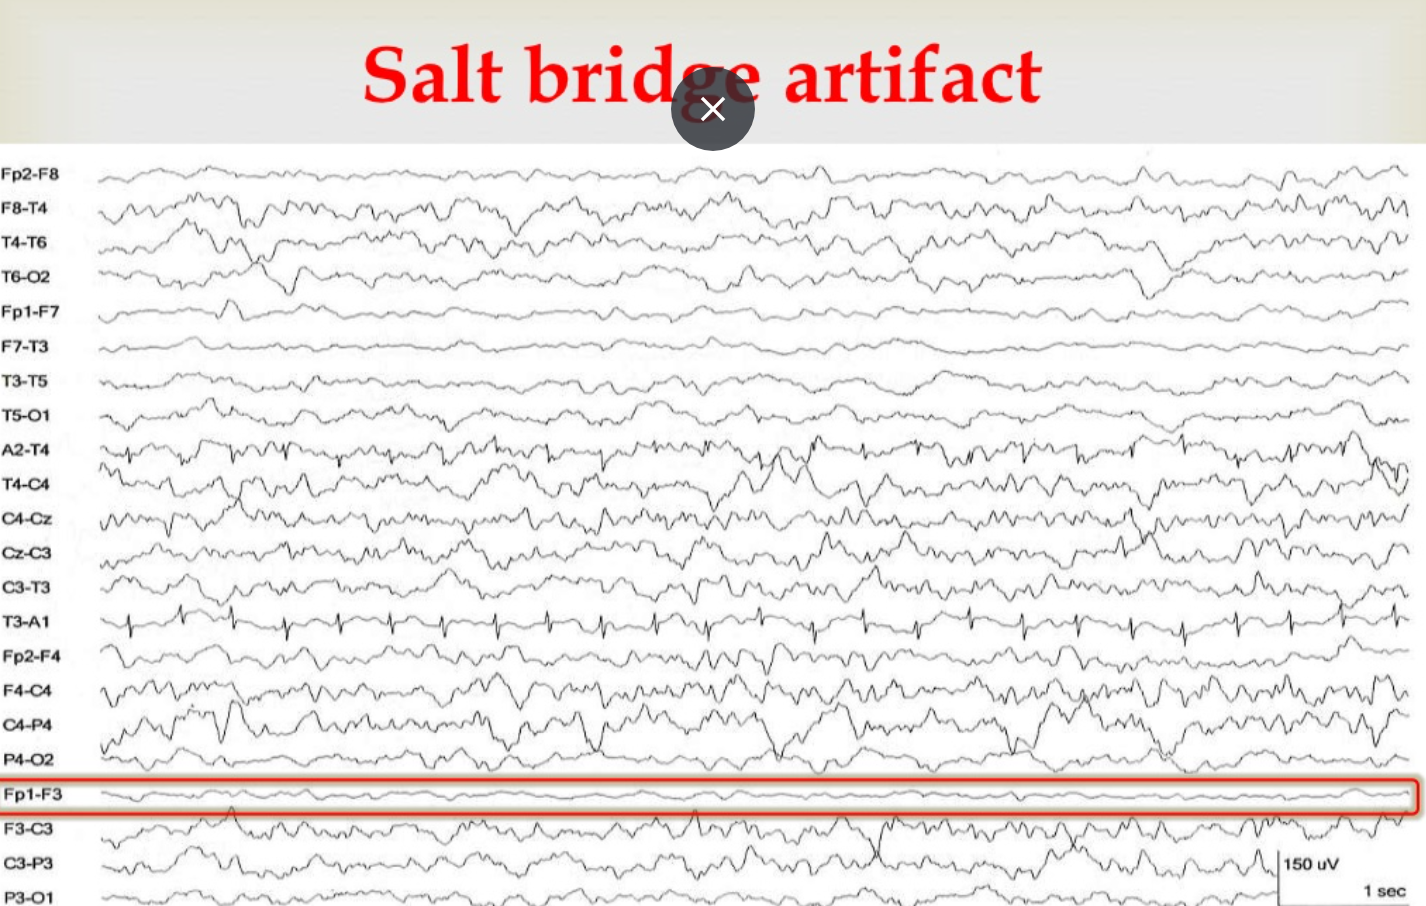 Salt bridge artifact
Fp2-F8
F8-T4
T4-T6
T6-O2
Fp1-F7
F7-T3
T3-T5
T5-O1
A2-T4
T4-C4
C4-Cz
Cz-C3
C3-T3
T3-A1
Fp2-F4
F4-C4
C4-P4
P4-O2
Fp1-F3
F3-C3
C3-P3
150 uV
1 sec
P3-O1